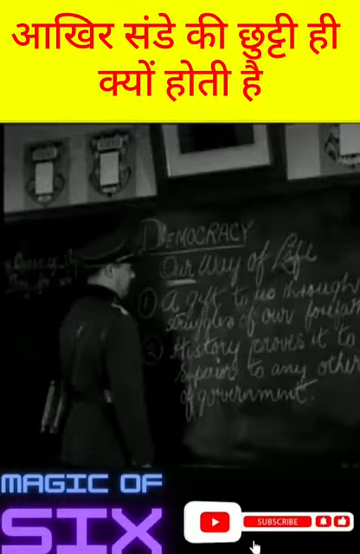 आखिर संडे की छुट्टी ही
क्यों होती है
DEMOCRACY
Our Way of Life
① A gift to us through
struggles of our forefat
② History proves it to
Superior to any other
of government.
MAGIC OF
SIX
SUBSCRIBE